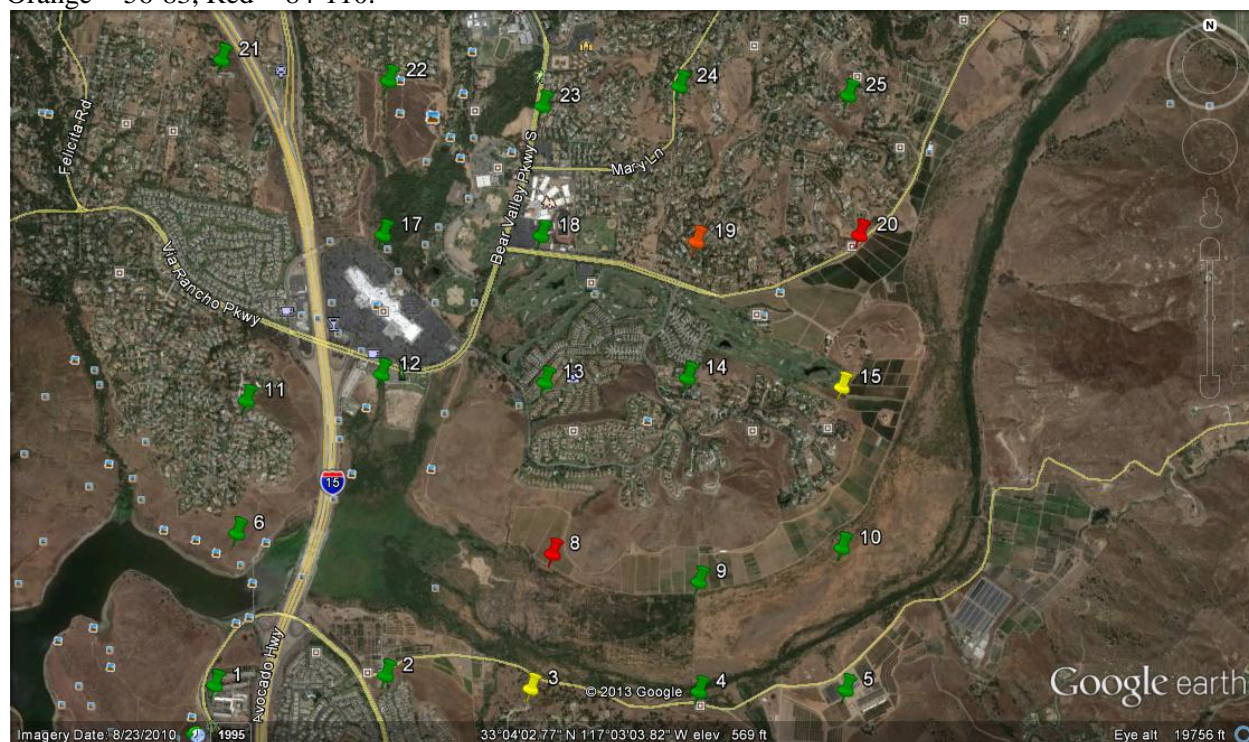 Orange = 56-83, Red = 84-110.
N
21
22
23
24
25
Felicita Rd
Mary Ln
Bear Valley Pkwy S
17
18
19
20
Via Rancho Pkwy
11
12
13
14
15
15
6
8
9
10
Avocado Hwy
1
2
3
4
5
© 2013 Google
Google earth
Imagery Date: 8/23/2010
1995
33°04'02.77" N 117°03'03.82" W elev 569 ft
Eye alt 19756 ft